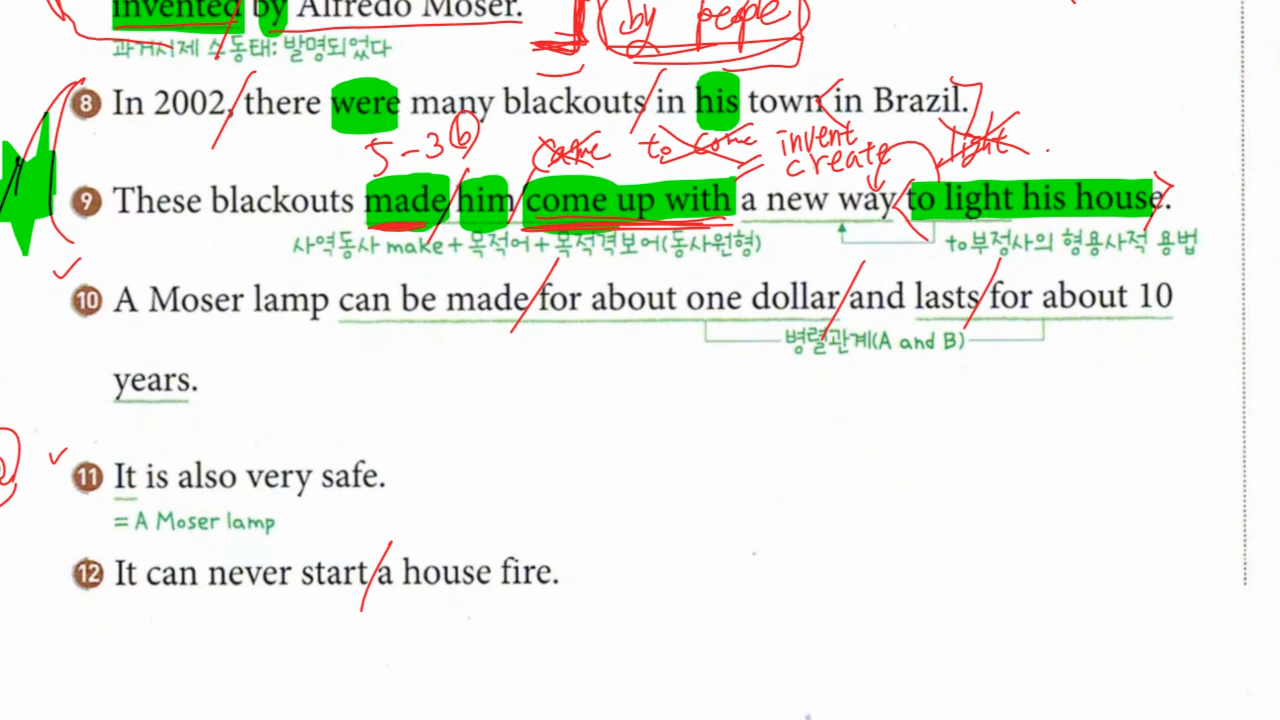 invented by Alfredo Moser.
by people
과거시제 수동태: 발명되었다
8 In 2002, there were many blackouts in his town in Brazil.
5-3 b came to come invent light
create
9 These blackouts made him come up with a new way to light his house.
사역동사 make+목적어+목적격보어(동사원형) to부정사의 형용사적 용법
10 A Moser lamp can be made for about one dollar and lasts for about 10
병렬관계(A and B)
years.
11 It is also very safe.
= A Moser lamp
12 It can never start a house fire.